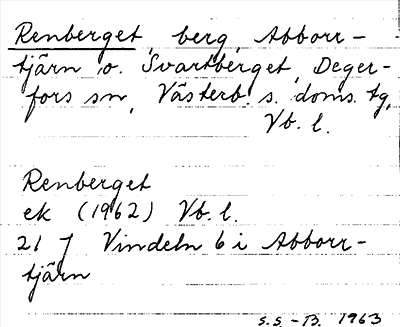 Renberget, berg, Abborr-
tjärn o. Svartberget, Deger-
fors sn, Västerb. s. doms. tg,
Vb. l.
Renberget
ek (1962) Vb. l.
21 J Vindeln 6 i Abborr-
tjärn
S.S.-B. 1963